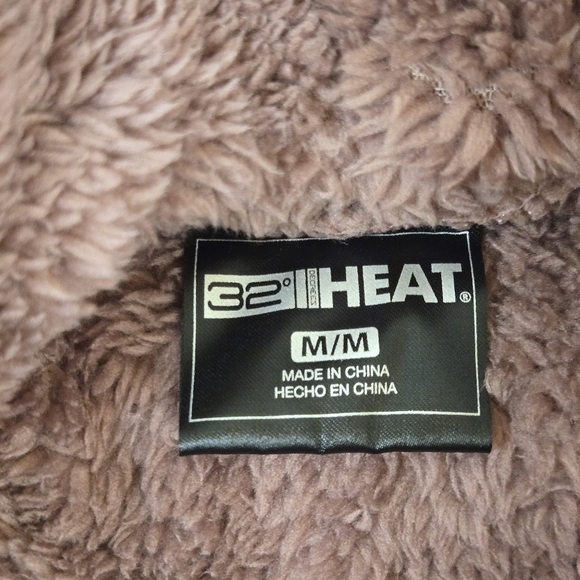 32° DEGREES HEAT®
M/M
MADE IN CHINA
HECHO EN CHINA